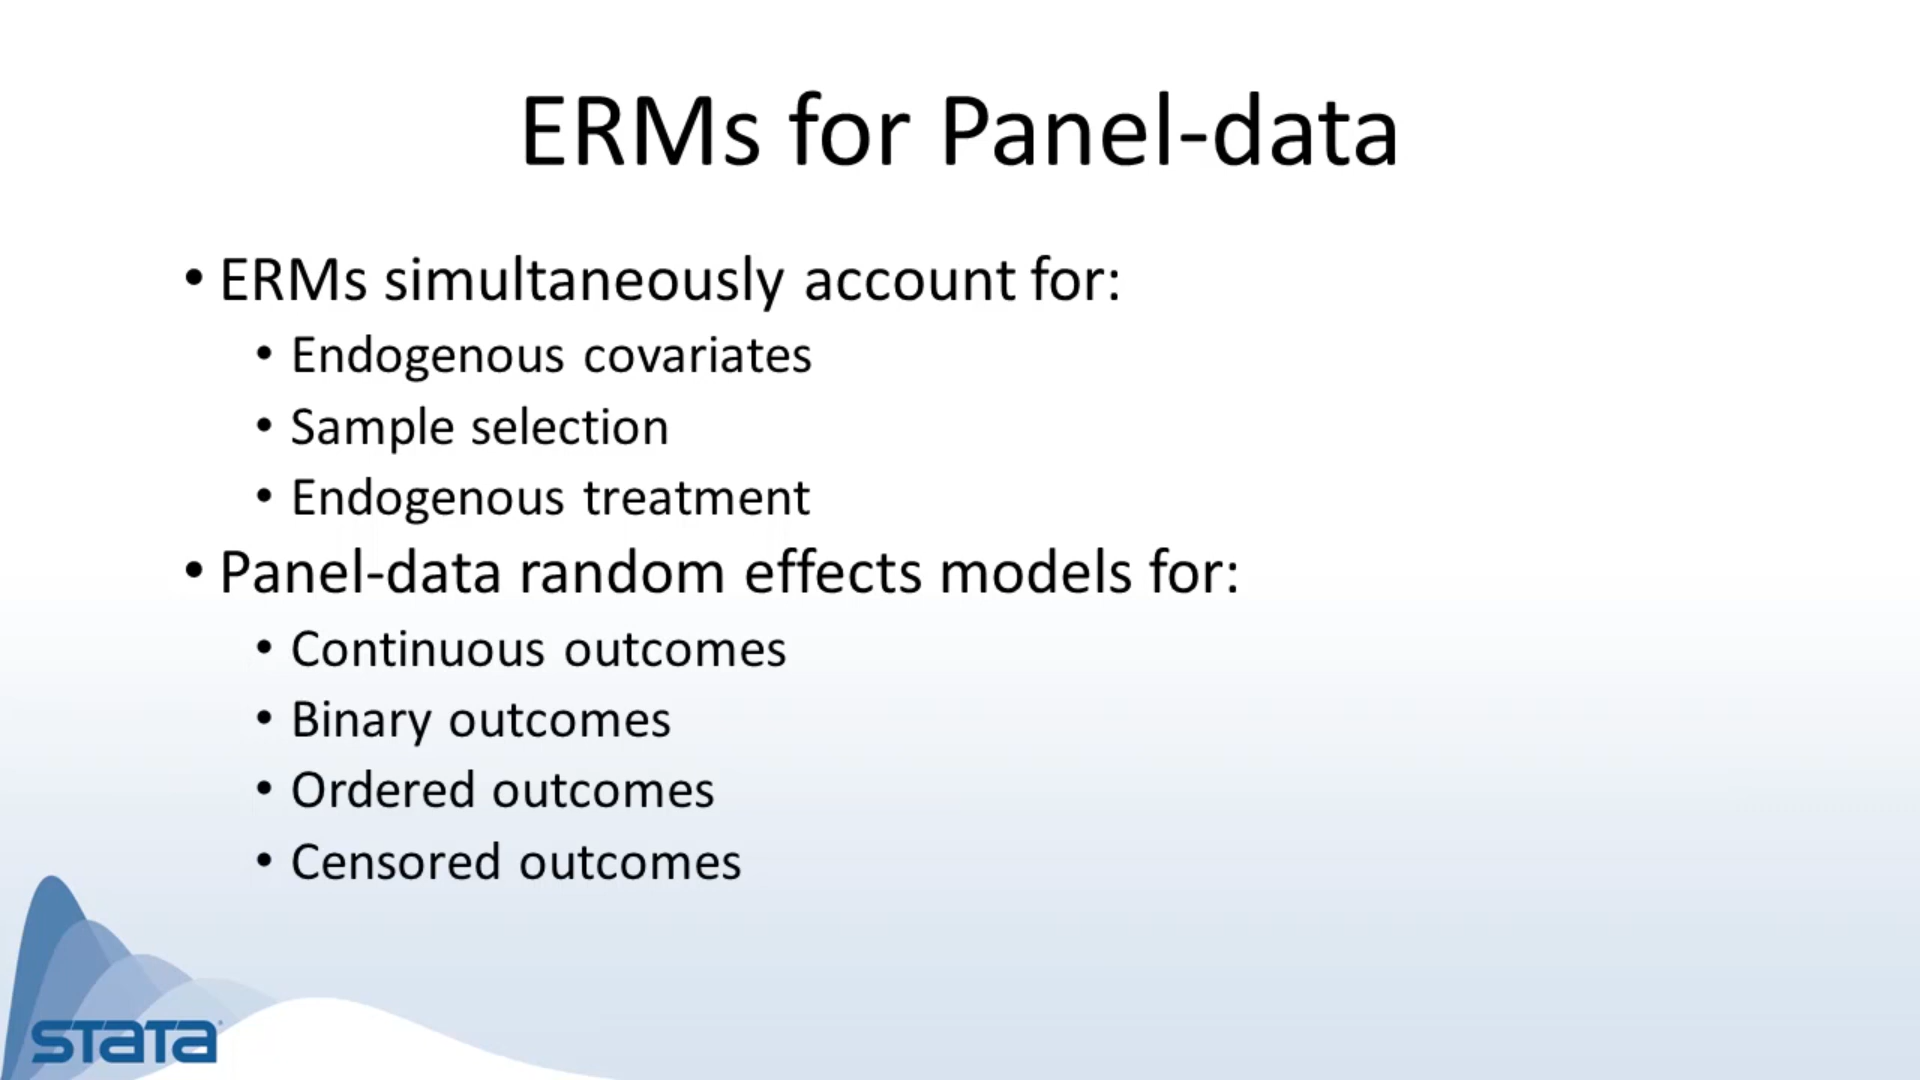 ERMs for Panel-data
• ERMs simultaneously account for:
• Endogenous covariates
• Sample selection
• Endogenous treatment
• Panel-data random effects models for:
• Continuous outcomes
• Binary outcomes
• Ordered outcomes
• Censored outcomes
stata